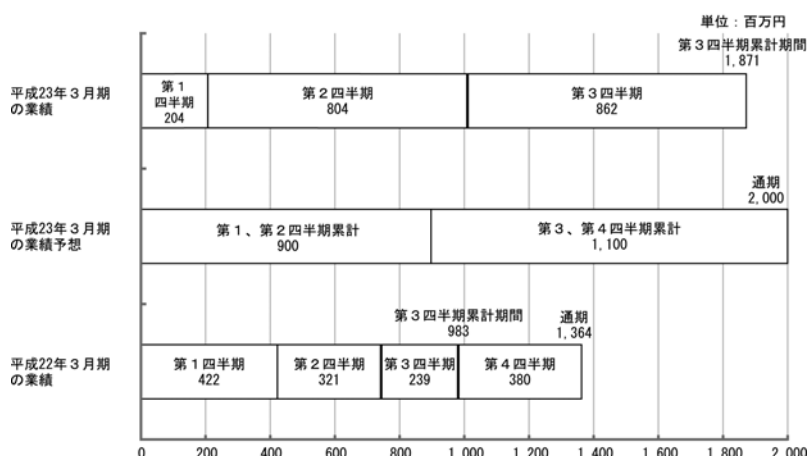 単位：百万円
第３四半期累計期間
1,871
平成23年３月期
の業績
第１
四半期
204
第２四半期
804
第３四半期
862
通期
2,000
平成23年３月期
の業績予想
第１、第２四半期累計
900
第３、第４四半期累計
1,100
第３四半期累計期間
983
通期
1,364
平成22年３月期
の業績
第１四半期
422
第２四半期
321
第３四半期
239
第４四半期
380
0 200 400 600 800 1,000 1,200 1,400 1,600 1,800 2,000